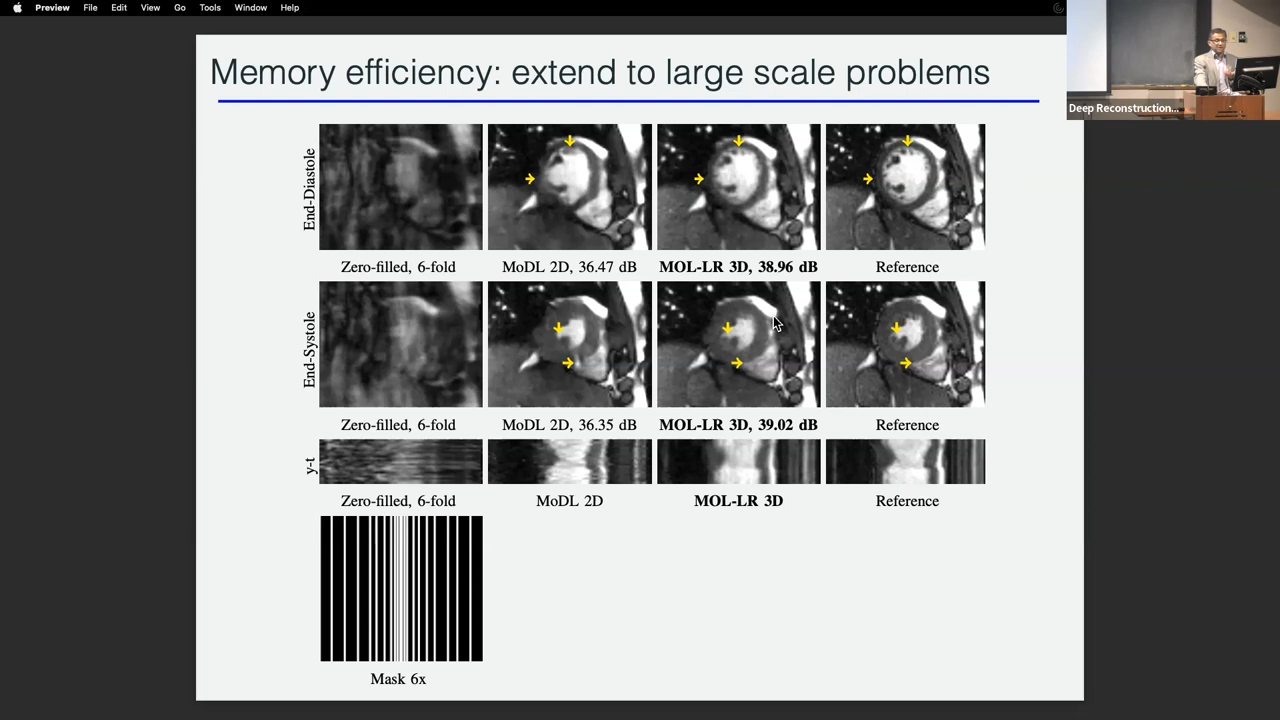 Preview File Edit View Go Tools Window Help
Deep Reconstruction...
Memory efficiency: extend to large scale problems
End-Diastole
Zero-filled, 6-fold MoDL 2D, 36.47 dB MOL-LR 3D, 38.96 dB Reference
End-Systole
Zero-filled, 6-fold MoDL 2D, 36.35 dB MOL-LR 3D, 39.02 dB Reference
y-t
Zero-filled, 6-fold MoDL 2D MOL-LR 3D Reference
Mask 6x